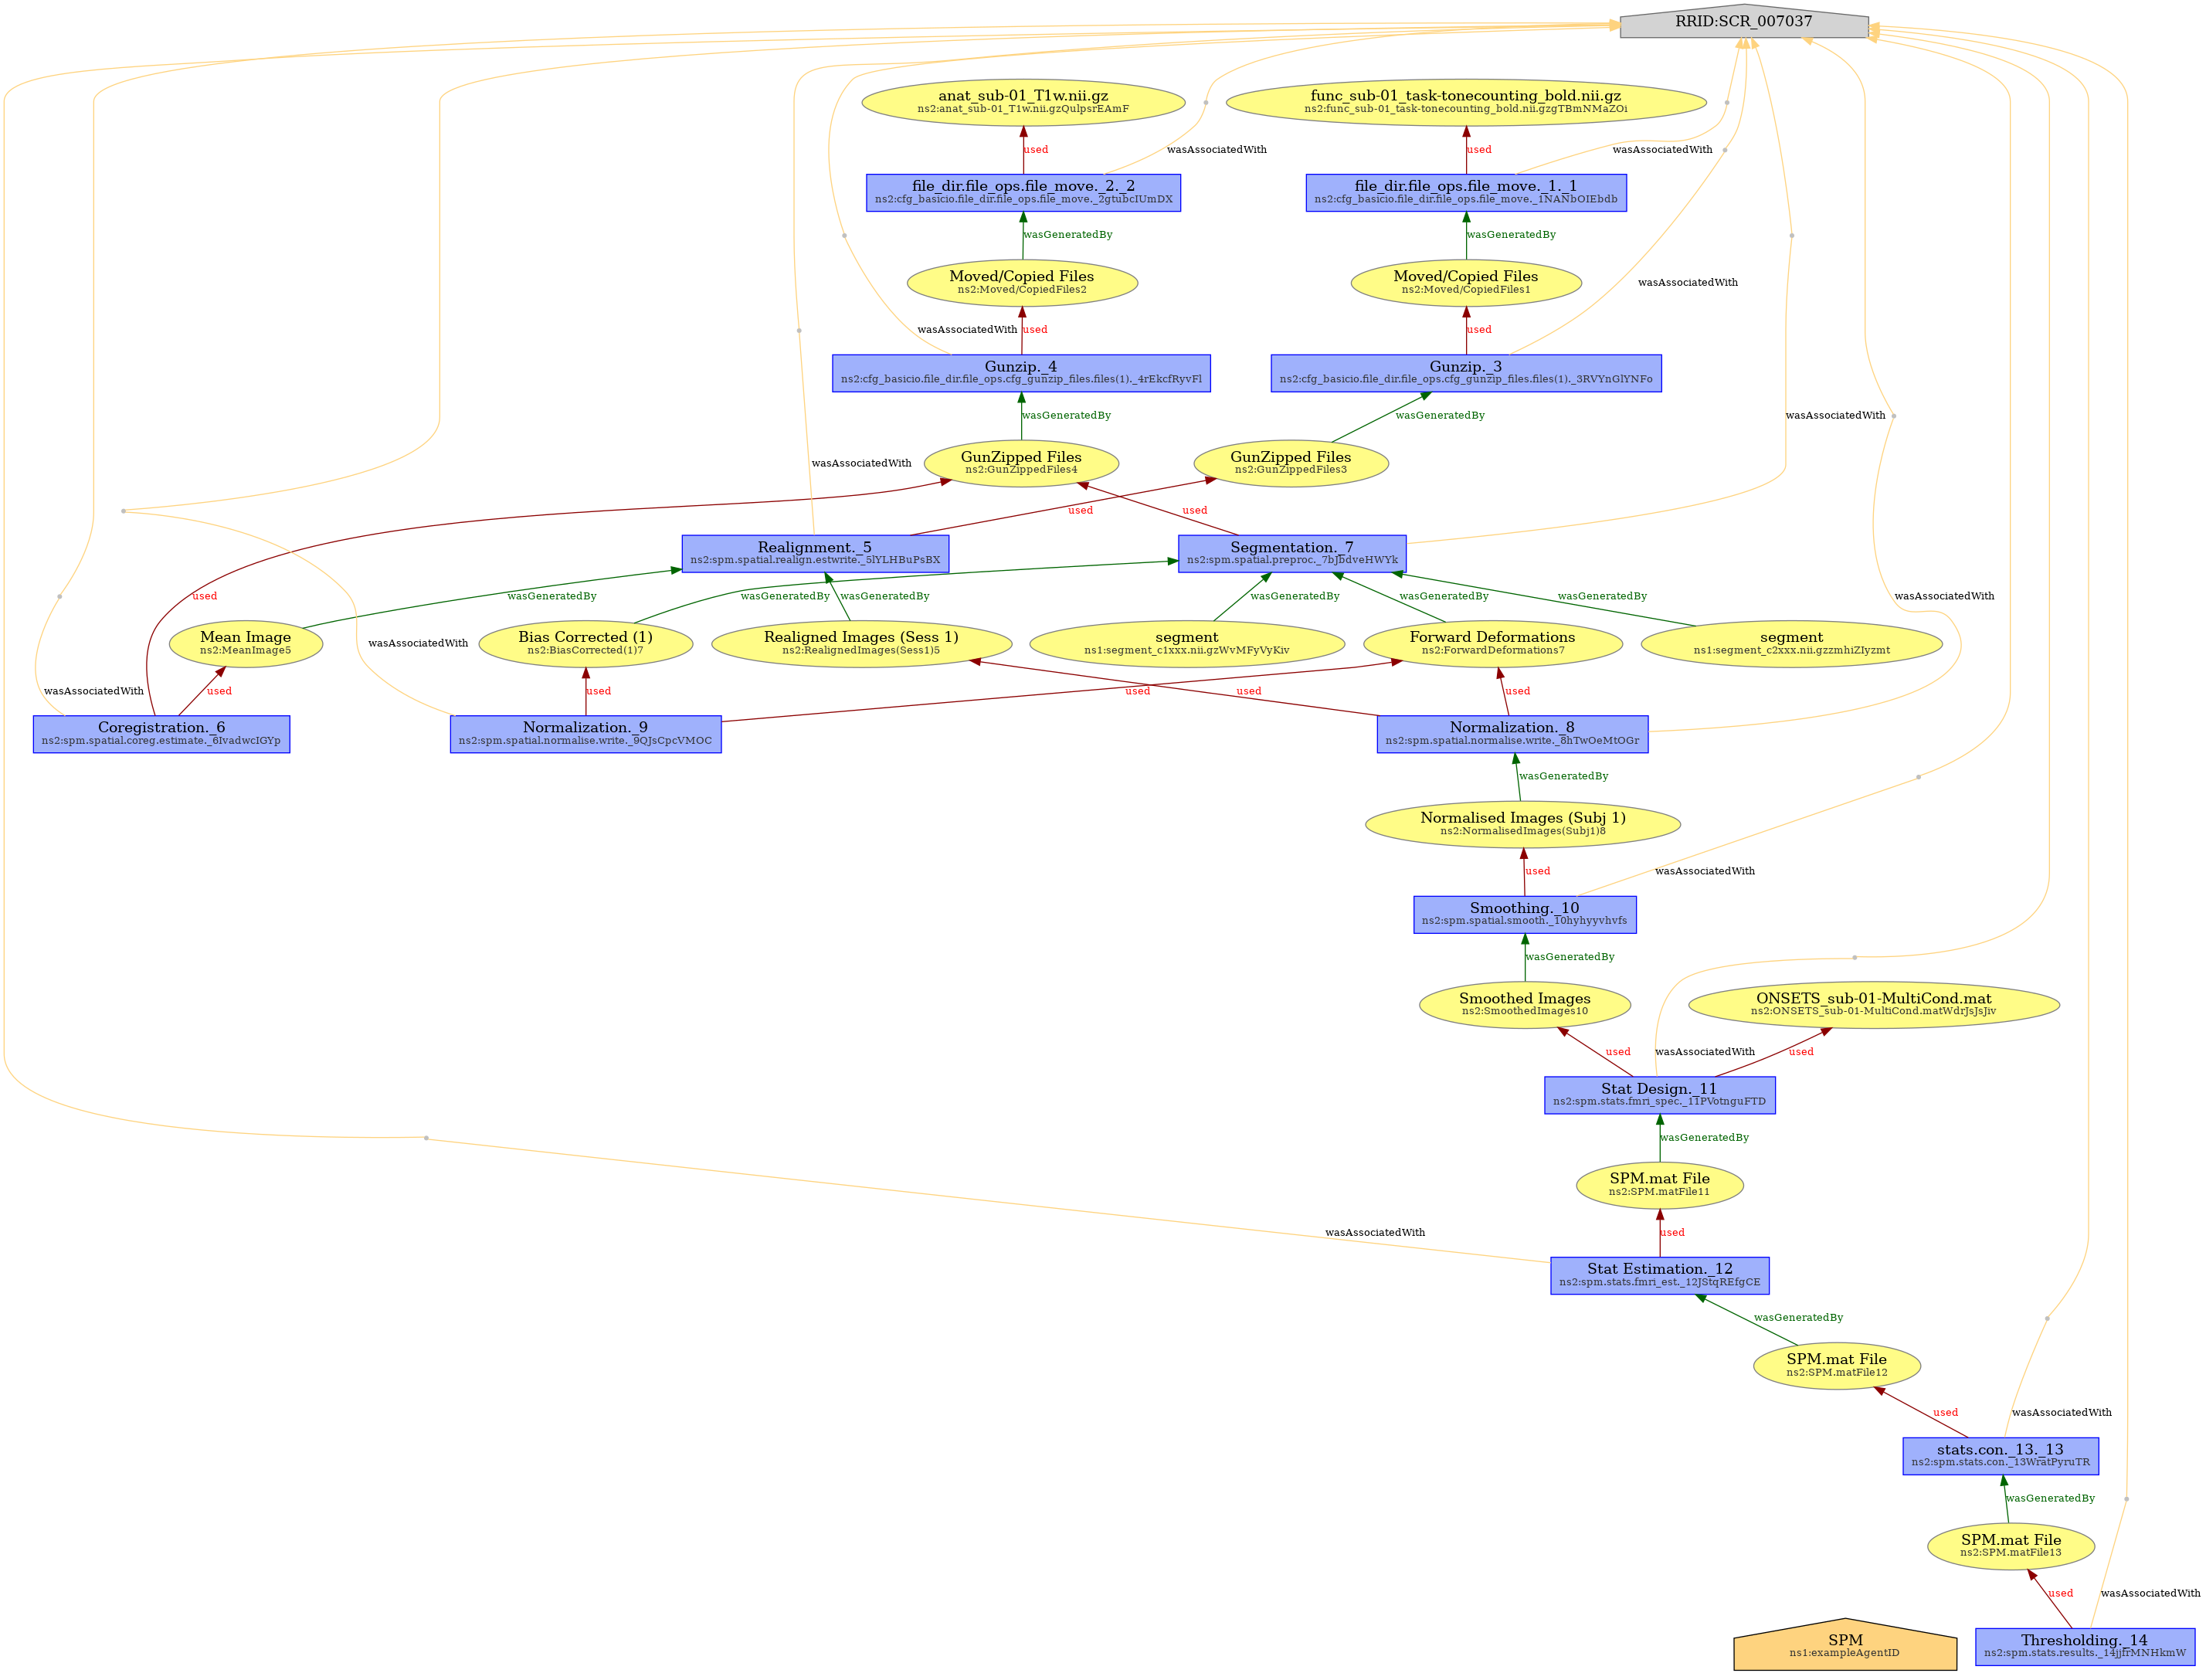 RRID:SCR_007037
anat_sub-01_T1w.nii.gz
ns2:anat_sub-01_T1w.nii.gzQulpsrEAmF
func_sub-01_task-tonecounting_bold.nii.gz
ns2:func_sub-01_task-tonecounting_bold.nii.gzgTBmNMaZOi
used
wasAssociatedWith
used
wasAssociatedWith
file_dir.file_ops.file_move._2._2
ns2:cfg_basicio.file_dir.file_ops.file_move._2gtubcIUmDX
file_dir.file_ops.file_move._1._1
ns2:cfg_basicio.file_dir.file_ops.file_move._1NANbOIEbdb
wasGeneratedBy
wasGeneratedBy
Moved/Copied Files
ns2:Moved/CopiedFiles2
Moved/Copied Files
ns2:Moved/CopiedFiles1
wasAssociatedWith
wasAssociatedWith
used
used
Gunzip._4
ns2:cfg_basicio.file_dir.file_ops.cfg_gunzip_files.files(1)._4rEkcfRyvFl
Gunzip._3
ns2:cfg_basicio.file_dir.file_ops.cfg_gunzip_files.files(1)._3RVYnGlYNFo
wasGeneratedBy
wasGeneratedBy
wasAssociatedWith
wasAssociatedWith
GunZipped Files
ns2:GunZippedFiles4
GunZipped Files
ns2:GunZippedFiles3
used
used
Realignment._5
ns2:spm.spatial.realign.estwrite._5lYLHBuPsBX
Segmentation._7
ns2:spm.spatial.preproc._7bJbdveHWYk
used
wasGeneratedBy
wasGeneratedBy
wasGeneratedBy
wasGeneratedBy
wasGeneratedBy
wasGeneratedBy
wasAssociatedWith
Mean Image
ns2:MeanImage5
wasAssociatedWith
Bias Corrected (1)
ns2:BiasCorrected(1)7
Realigned Images (Sess 1)
ns2:RealignedImages(Sess1)5
segment
ns1:segment_c1xxx.nii.gzWvMFyVyKiv
Forward Deformations
ns2:ForwardDeformations7
segment
ns1:segment_c2xxx.nii.gzzmhiZIyzmt
wasAssociatedWith
used
used
used
used
used
Coregistration._6
ns2:spm.spatial.coreg.estimate._6IvadwcIGYp
Normalization._9
ns2:spm.spatial.normalise.write._9QJsCpcVMOC
Normalization._8
ns2:spm.spatial.normalise.write._8hTwOeMtOGr
wasGeneratedBy
Normalised Images (Subj 1)
ns2:NormalisedImages(Subj1)8
used
wasAssociatedWith
Smoothing._10
ns2:spm.spatial.smooth._10hyhyyvhvfs
wasGeneratedBy
Smoothed Images
ns2:SmoothedImages10
ONSETS_sub-01-MultiCond.mat
ns2:ONSETS_sub-01-MultiCond.matWdrJsJsJiv
used
wasAssociatedWith
used
Stat Design._11
ns2:spm.stats.fmri_spec._11PVotnguFTD
wasGeneratedBy
SPM.mat File
ns2:SPM.matFile11
wasAssociatedWith
used
Stat Estimation._12
ns2:spm.stats.fmri_est._12JStqREfgCE
wasGeneratedBy
SPM.mat File
ns2:SPM.matFile12
used
wasAssociatedWith
stats.con._13._13
ns2:spm.stats.con._13WratPyruTR
wasGeneratedBy
SPM.mat File
ns2:SPM.matFile13
used
wasAssociatedWith
SPM
ns1:exampleAgentID
Thresholding._14
ns2:spm.stats.results._14jjfrMNHkmW